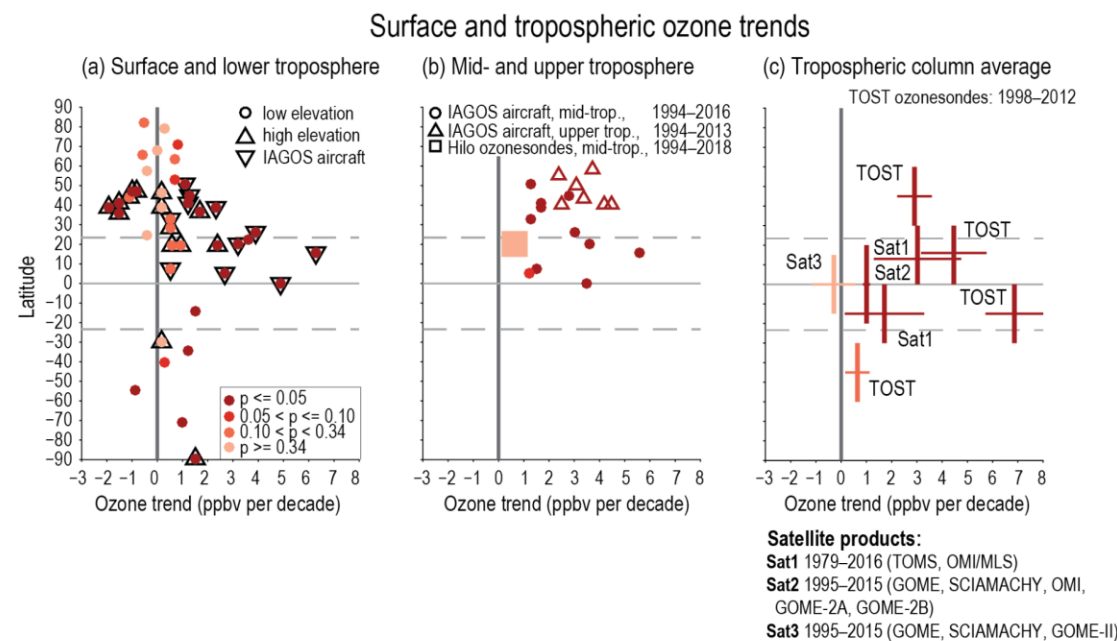 Surface and tropospheric ozone trends
(a) Surface and lower troposphere
low elevation
high elevation
IAGOS aircraft
90
80
70
60
50
40
30
20
10
0
−10
−20
−30
−40
−50
−60
−70
−80
−90
Latitude
p <= 0.05
0.05 < p <= 0.10
0.10 < p < 0.34
p >= 0.34
−3 −2 −1 0 1 2 3 4 5 6 7 8
Ozone trend (ppbv per decade)
(b) Mid- and upper troposphere
IAGOS aircraft, mid-trop., 1994–2016
IAGOS aircraft, upper trop., 1994–2013
Hilo ozonesondes, mid-trop., 1994–2018
−3 −2 −1 0 1 2 3 4 5 6 7 8
Ozone trend (ppbv per decade)
(c) Tropospheric column average
TOST ozonesondes: 1998–2012
TOST
TOST
Sat1
Sat3
Sat2
TOST
Sat1
TOST
−3 −2 −1 0 1 2 3 4 5 6 7 8
Ozone trend (ppbv per decade)
Satellite products:
Sat1 1979–2016 (TOMS, OMI/MLS)
Sat2 1995–2015 (GOME, SCIAMACHY, OMI,
GOME-2A, GOME-2B)
Sat3 1995–2015 (GOME, SCIAMACHY, GOME-II)